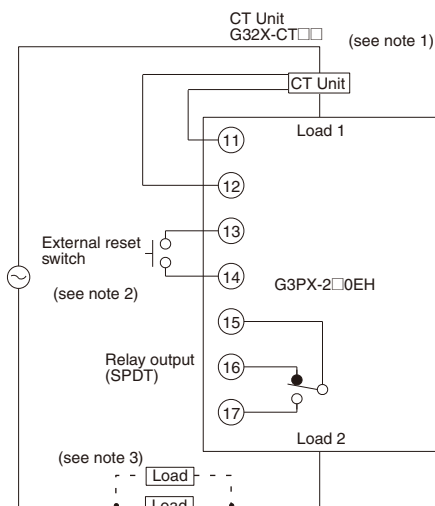 CT Unit
G32X-CT□□
(see note 1)
CT Unit
Load 1
11
12
13
External reset
switch
14
(see note 2)
G3PX-2□0EH
15
Relay output
(SPDT)
16
17
Load 2
(see note 3)
Load
Load